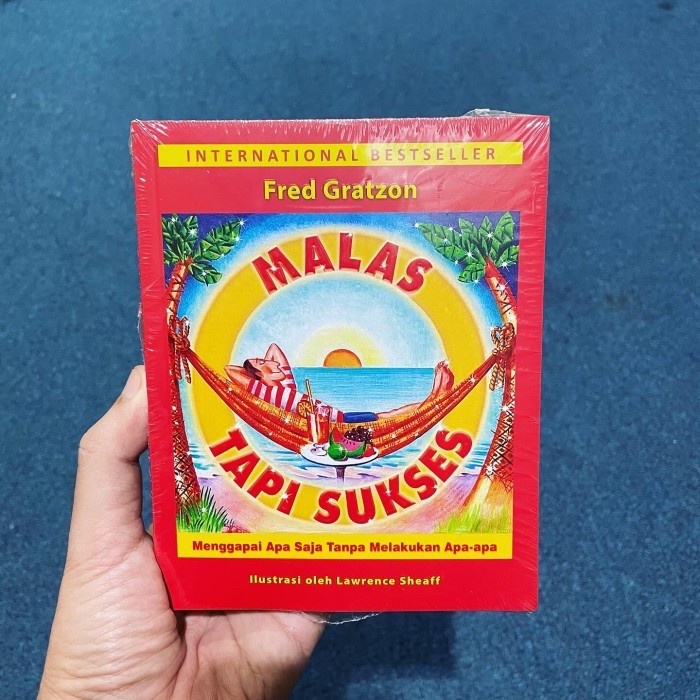 INTERNATIONAL BESTSELLER
Fred Gratzon
MALAS
TAPI SUKSES
Menggapai Apa Saja Tanpa Melakukan Apa-apa
Ilustrasi oleh Lawrence Sheaff